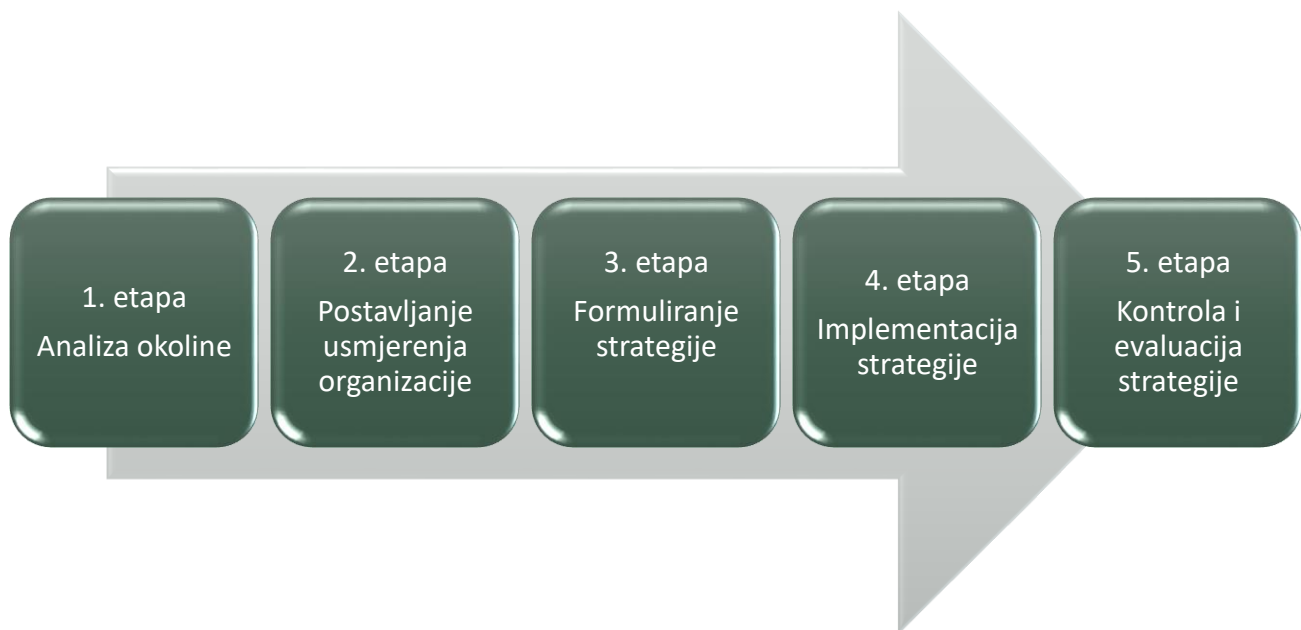 1. etapa
Analiza okoline
2. etapa
Postavljanje
usmjerenja
organizacije
3. etapa
Formuliranje
strategije
4. etapa
Implementacija
strategije
5. etapa
Kontrola i
evaluacija
strategije